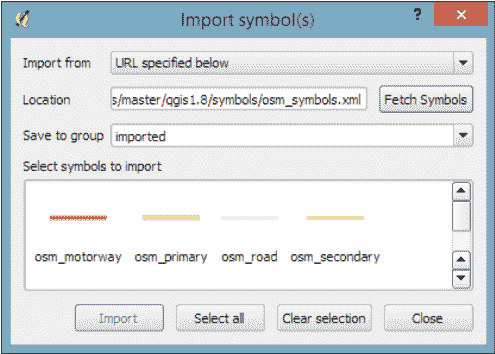 Import symbol(s)
?
Import from URL specified below
Location s/master/qgis1.8/symbols/osm_symbols.xml Fetch Symbols
Save to group imported
Select symbols to import
osm_motorway osm_primary osm_road osm_secondary
Import Select all Clear selection Close